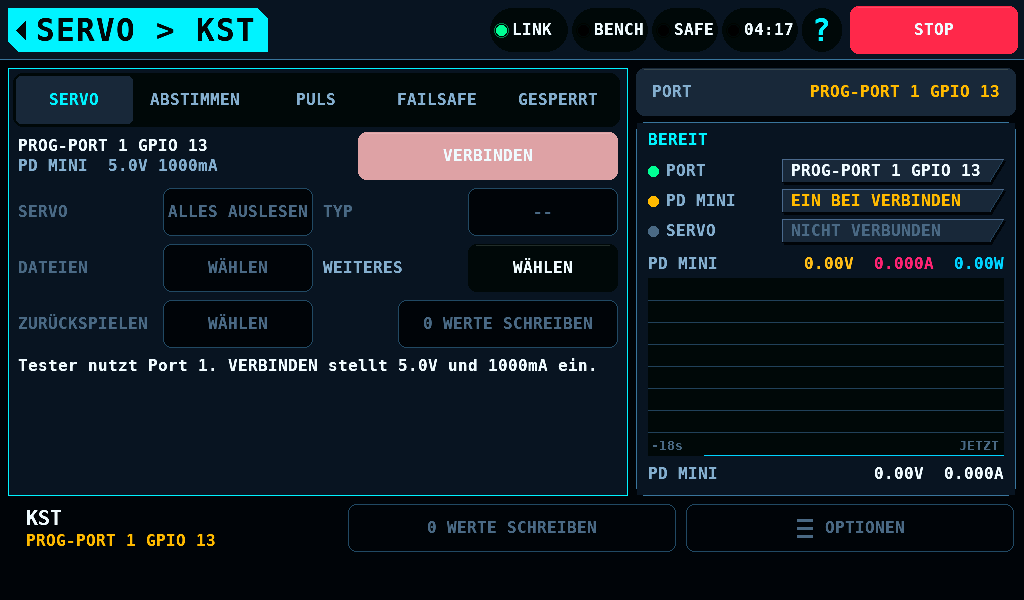 SERVO > KST
LINK
BENCH
SAFE
04:17
?
STOP
SERVO
ABSTIMMEN
PULS
FAILSAFE
GESPERRT
PROG-PORT 1 GPIO 13
PD MINI 5.0V 1000mA
VERBINDEN
SERVO
ALLES AUSLESEN
TYP
--
DATEIEN
WÄHLEN
WEITERES
WÄHLEN
ZURÜCKSPIELEN
WÄHLEN
0 WERTE SCHREIBEN
Tester nutzt Port 1. VERBINDEN stellt 5.0V und 1000mA ein.
PORT
PROG-PORT 1 GPIO 13
BEREIT
PORT
PROG-PORT 1 GPIO 13
PD MINI
EIN BEI VERBINDEN
SERVO
NICHT VERBUNDEN
PD MINI
0.00V 0.000A 0.00W
-18s
JETZT
PD MINI
0.00V 0.000A
KST
PROG-PORT 1 GPIO 13
0 WERTE SCHREIBEN
OPTIONEN